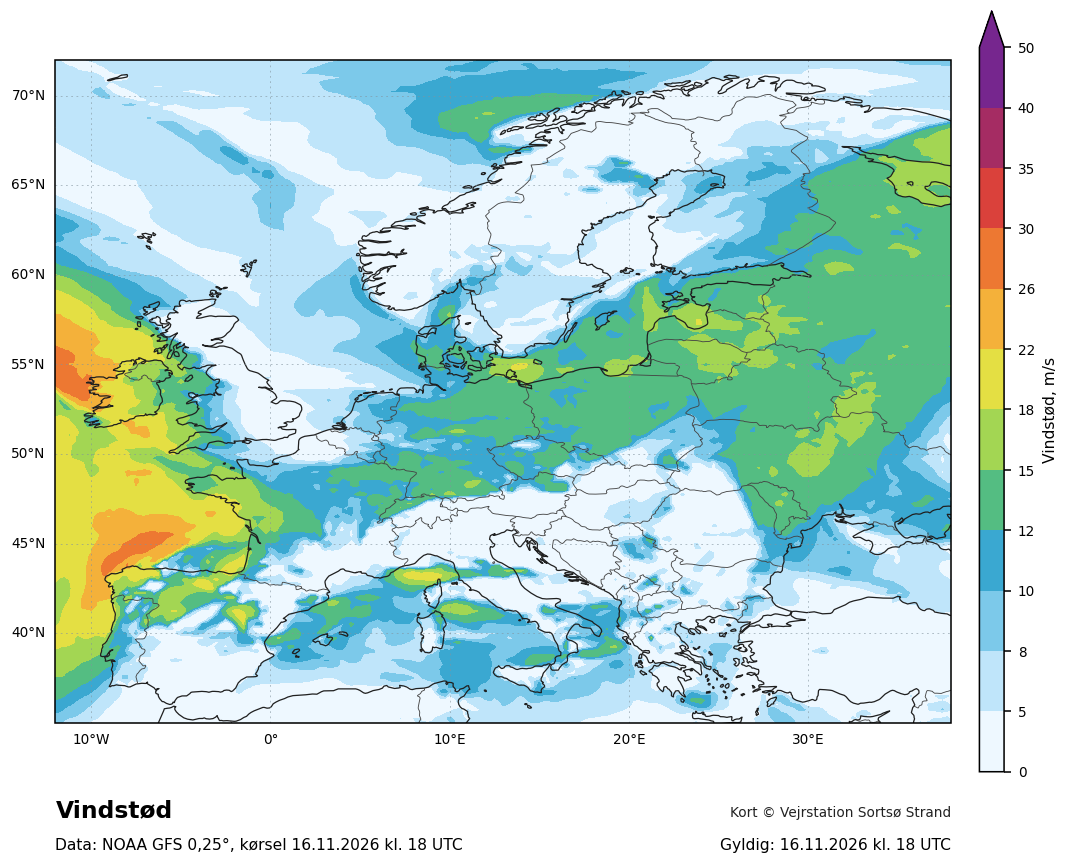 70°N
65°N
60°N
55°N
50°N
45°N
40°N
10°W
0°
10°E
20°E
30°E
50
40
35
30
26
22
18
15
12
10
8
5
0
Vindstød, m/s
Vindstød
Kort © Vejrstation Sortsø Strand
Data: NOAA GFS 0,25°, kørsel 16.11.2026 kl. 18 UTC
Gyldig: 16.11.2026 kl. 18 UTC